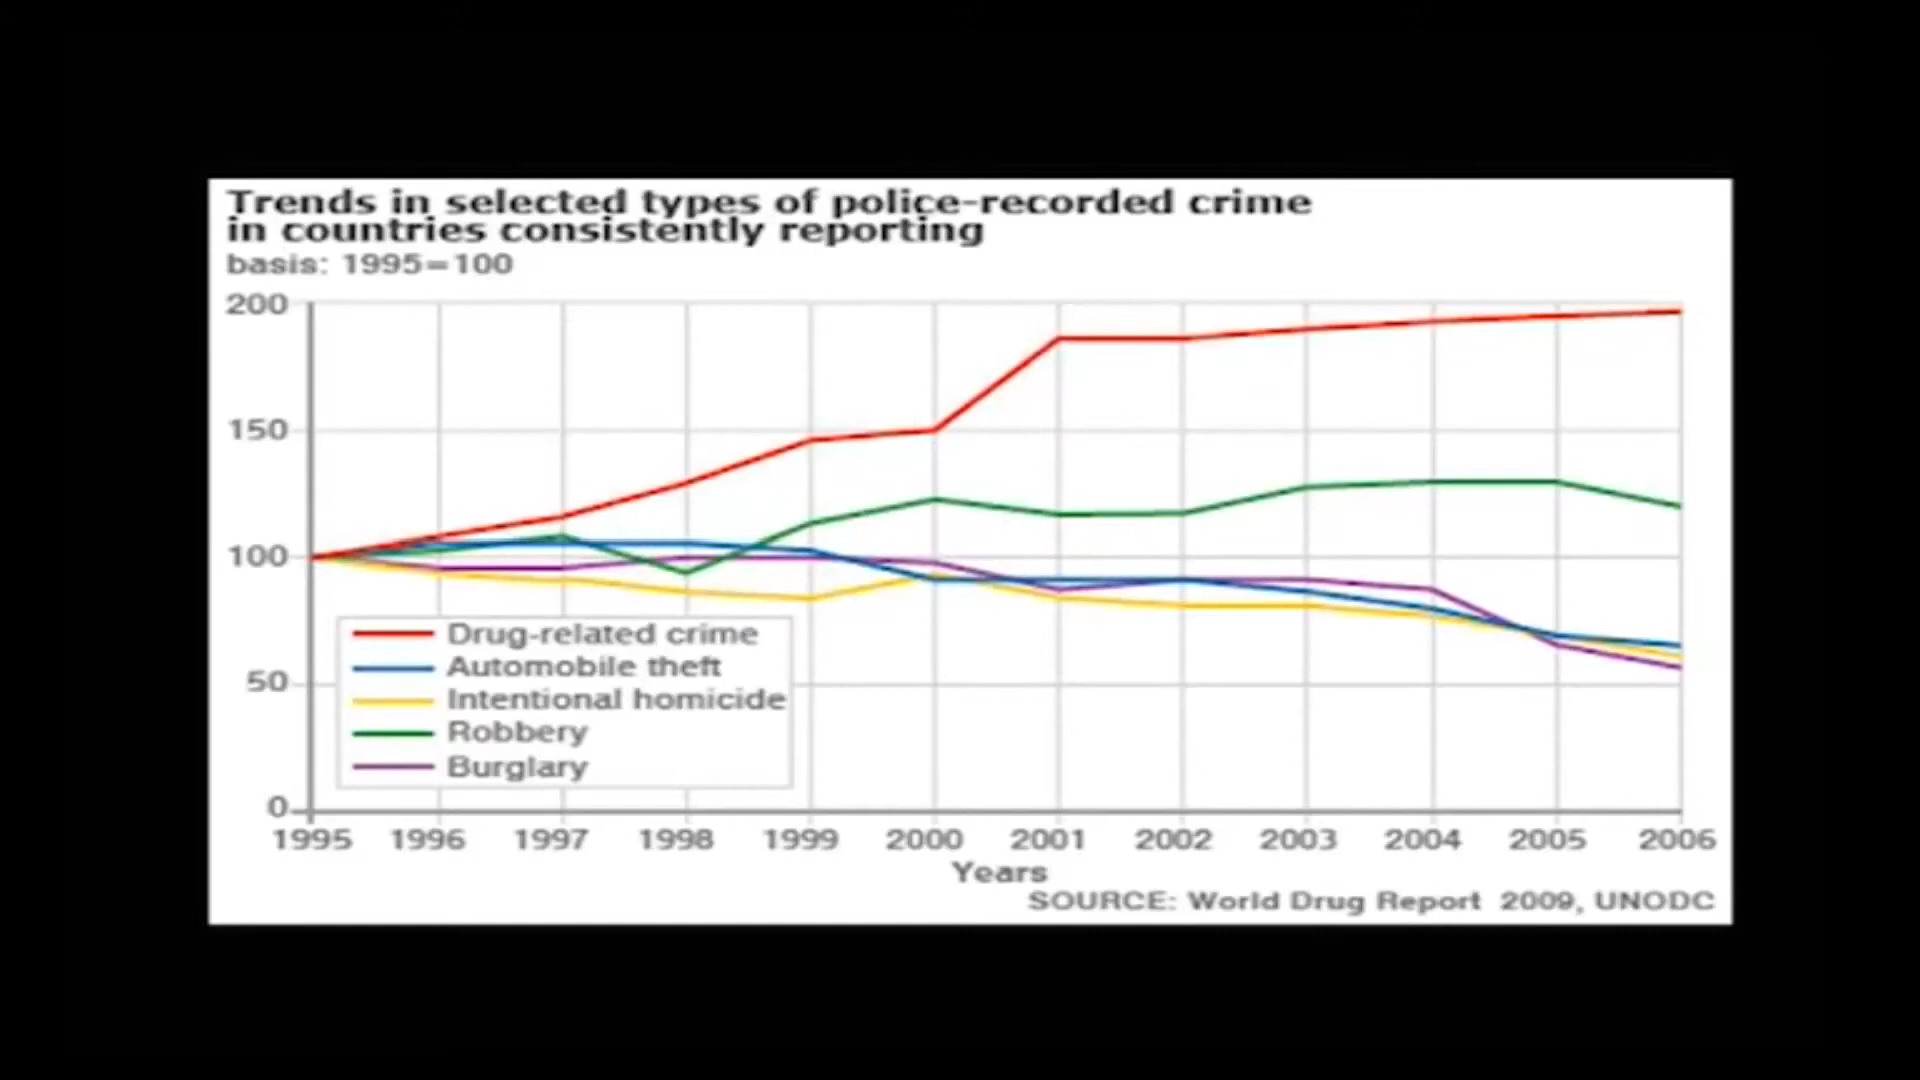 Trends in selected types of police-recorded crime
in countries consistently reporting
basis: 1995=100
200
150
100
50
0
Drug-related crime
Automobile theft
Intentional homicide
Robbery
Burglary
1995 1996 1997 1998 1999 2000 2001 2002 2003 2004 2005 2006
Years
SOURCE: World Drug Report 2009, UNODC